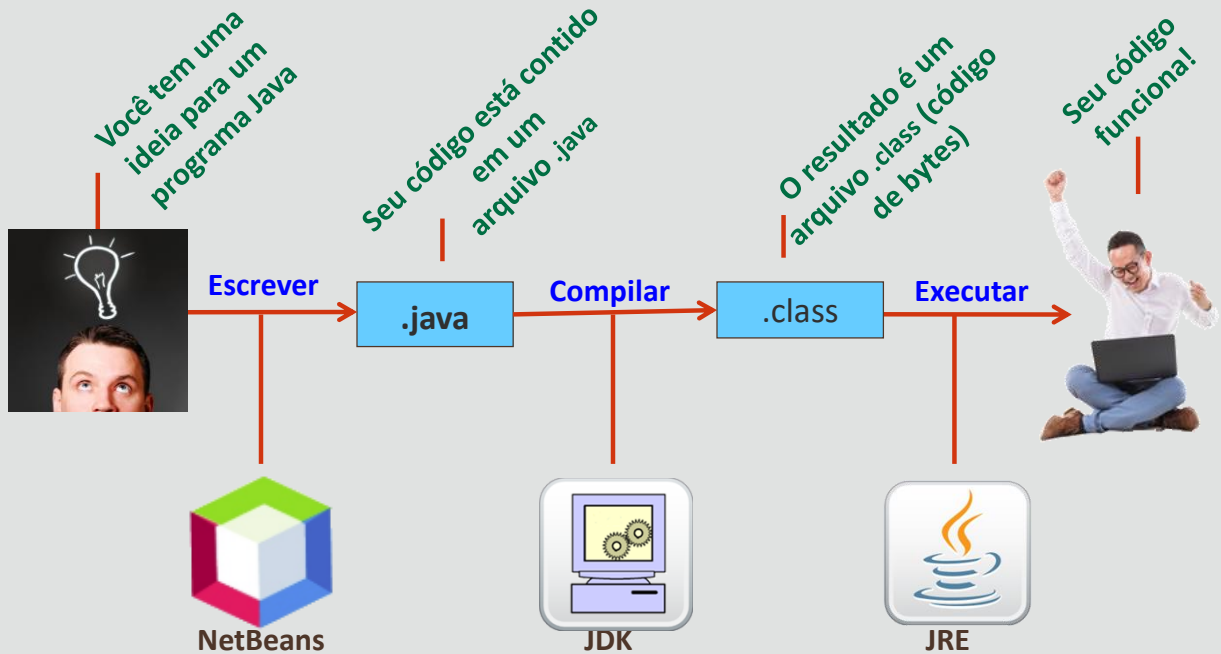 Você tem uma
ideia para um
programa Java
Seu código está contido
em um
arquivo .java
O resultado é um
arquivo .class (código
de bytes)
Seu código
funciona!
Escrever
.java
Compilar
.class
Executar
NetBeans
JDK
JRE